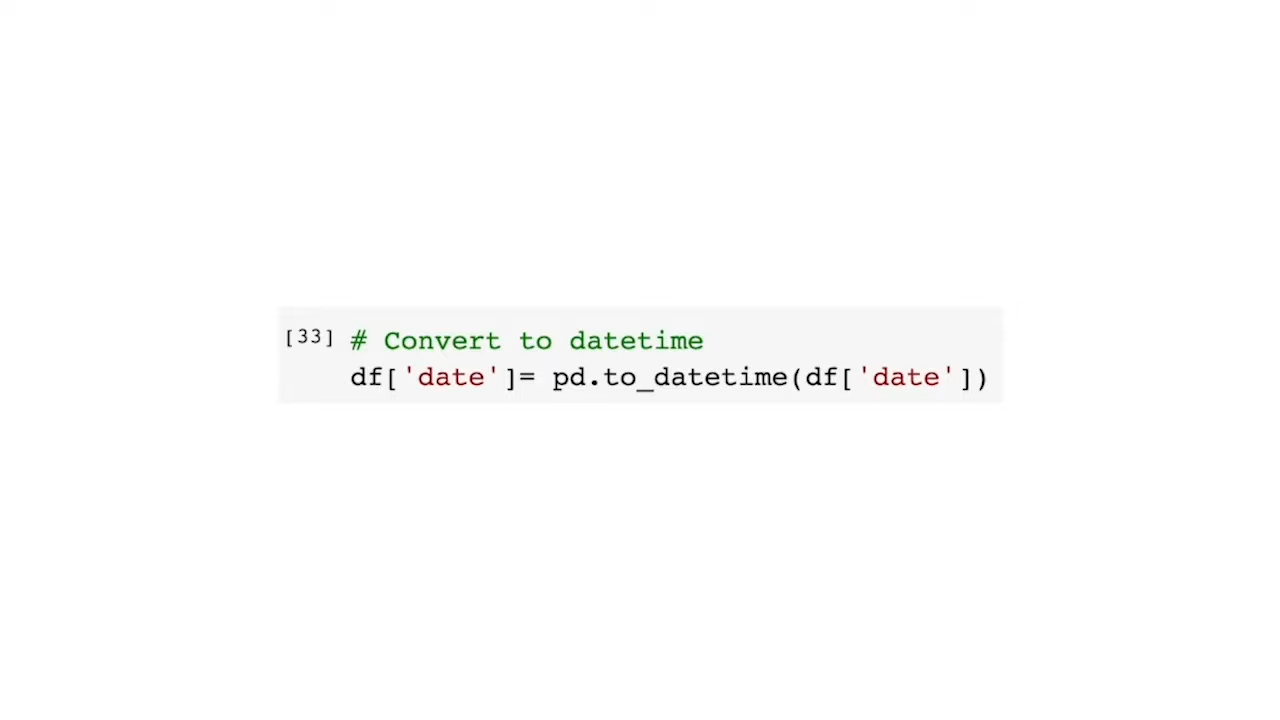 [33] # Convert to datetime
df['date']= pd.to_datetime(df['date'])